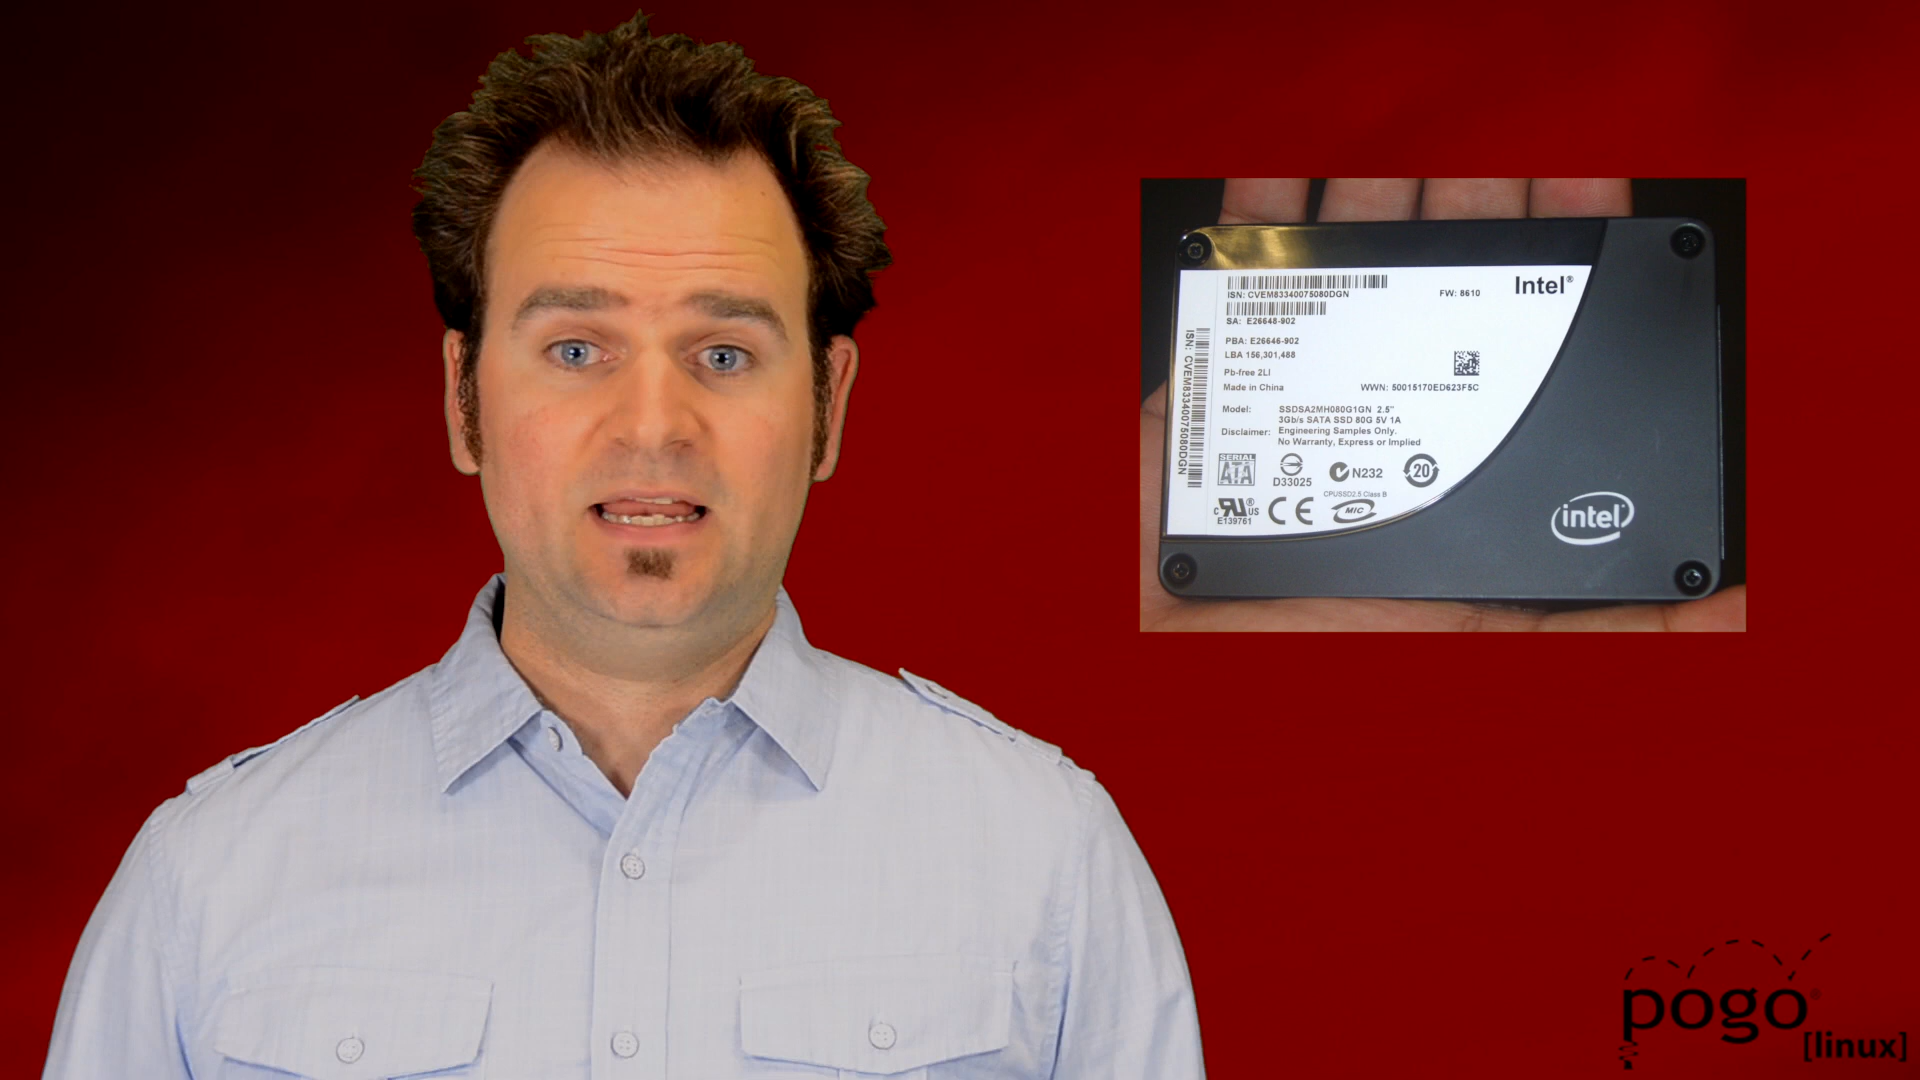 ISN: CVEM83340075080DGN
FW: 8610
Intel®
SA: E26648-902
PBA: E26646-902
LBA 156,301,488
Pb-free 2LI
Made in China
WWN: 50015170ED623F5C
Model: SSDSA2MH080G1GN 2.5"
3Gb/s SATA SSD 80G 5V 1A
Disclaimer: Engineering Samples Only.
No Warranty, Express or Implied
SERIAL
ATA
D33025
N232
20
CPUSSD2.5 Class B
C RU® US
E139761
CE
MIC
ISN: CVEM83340075080DGN
intel
pogo®
[linux]